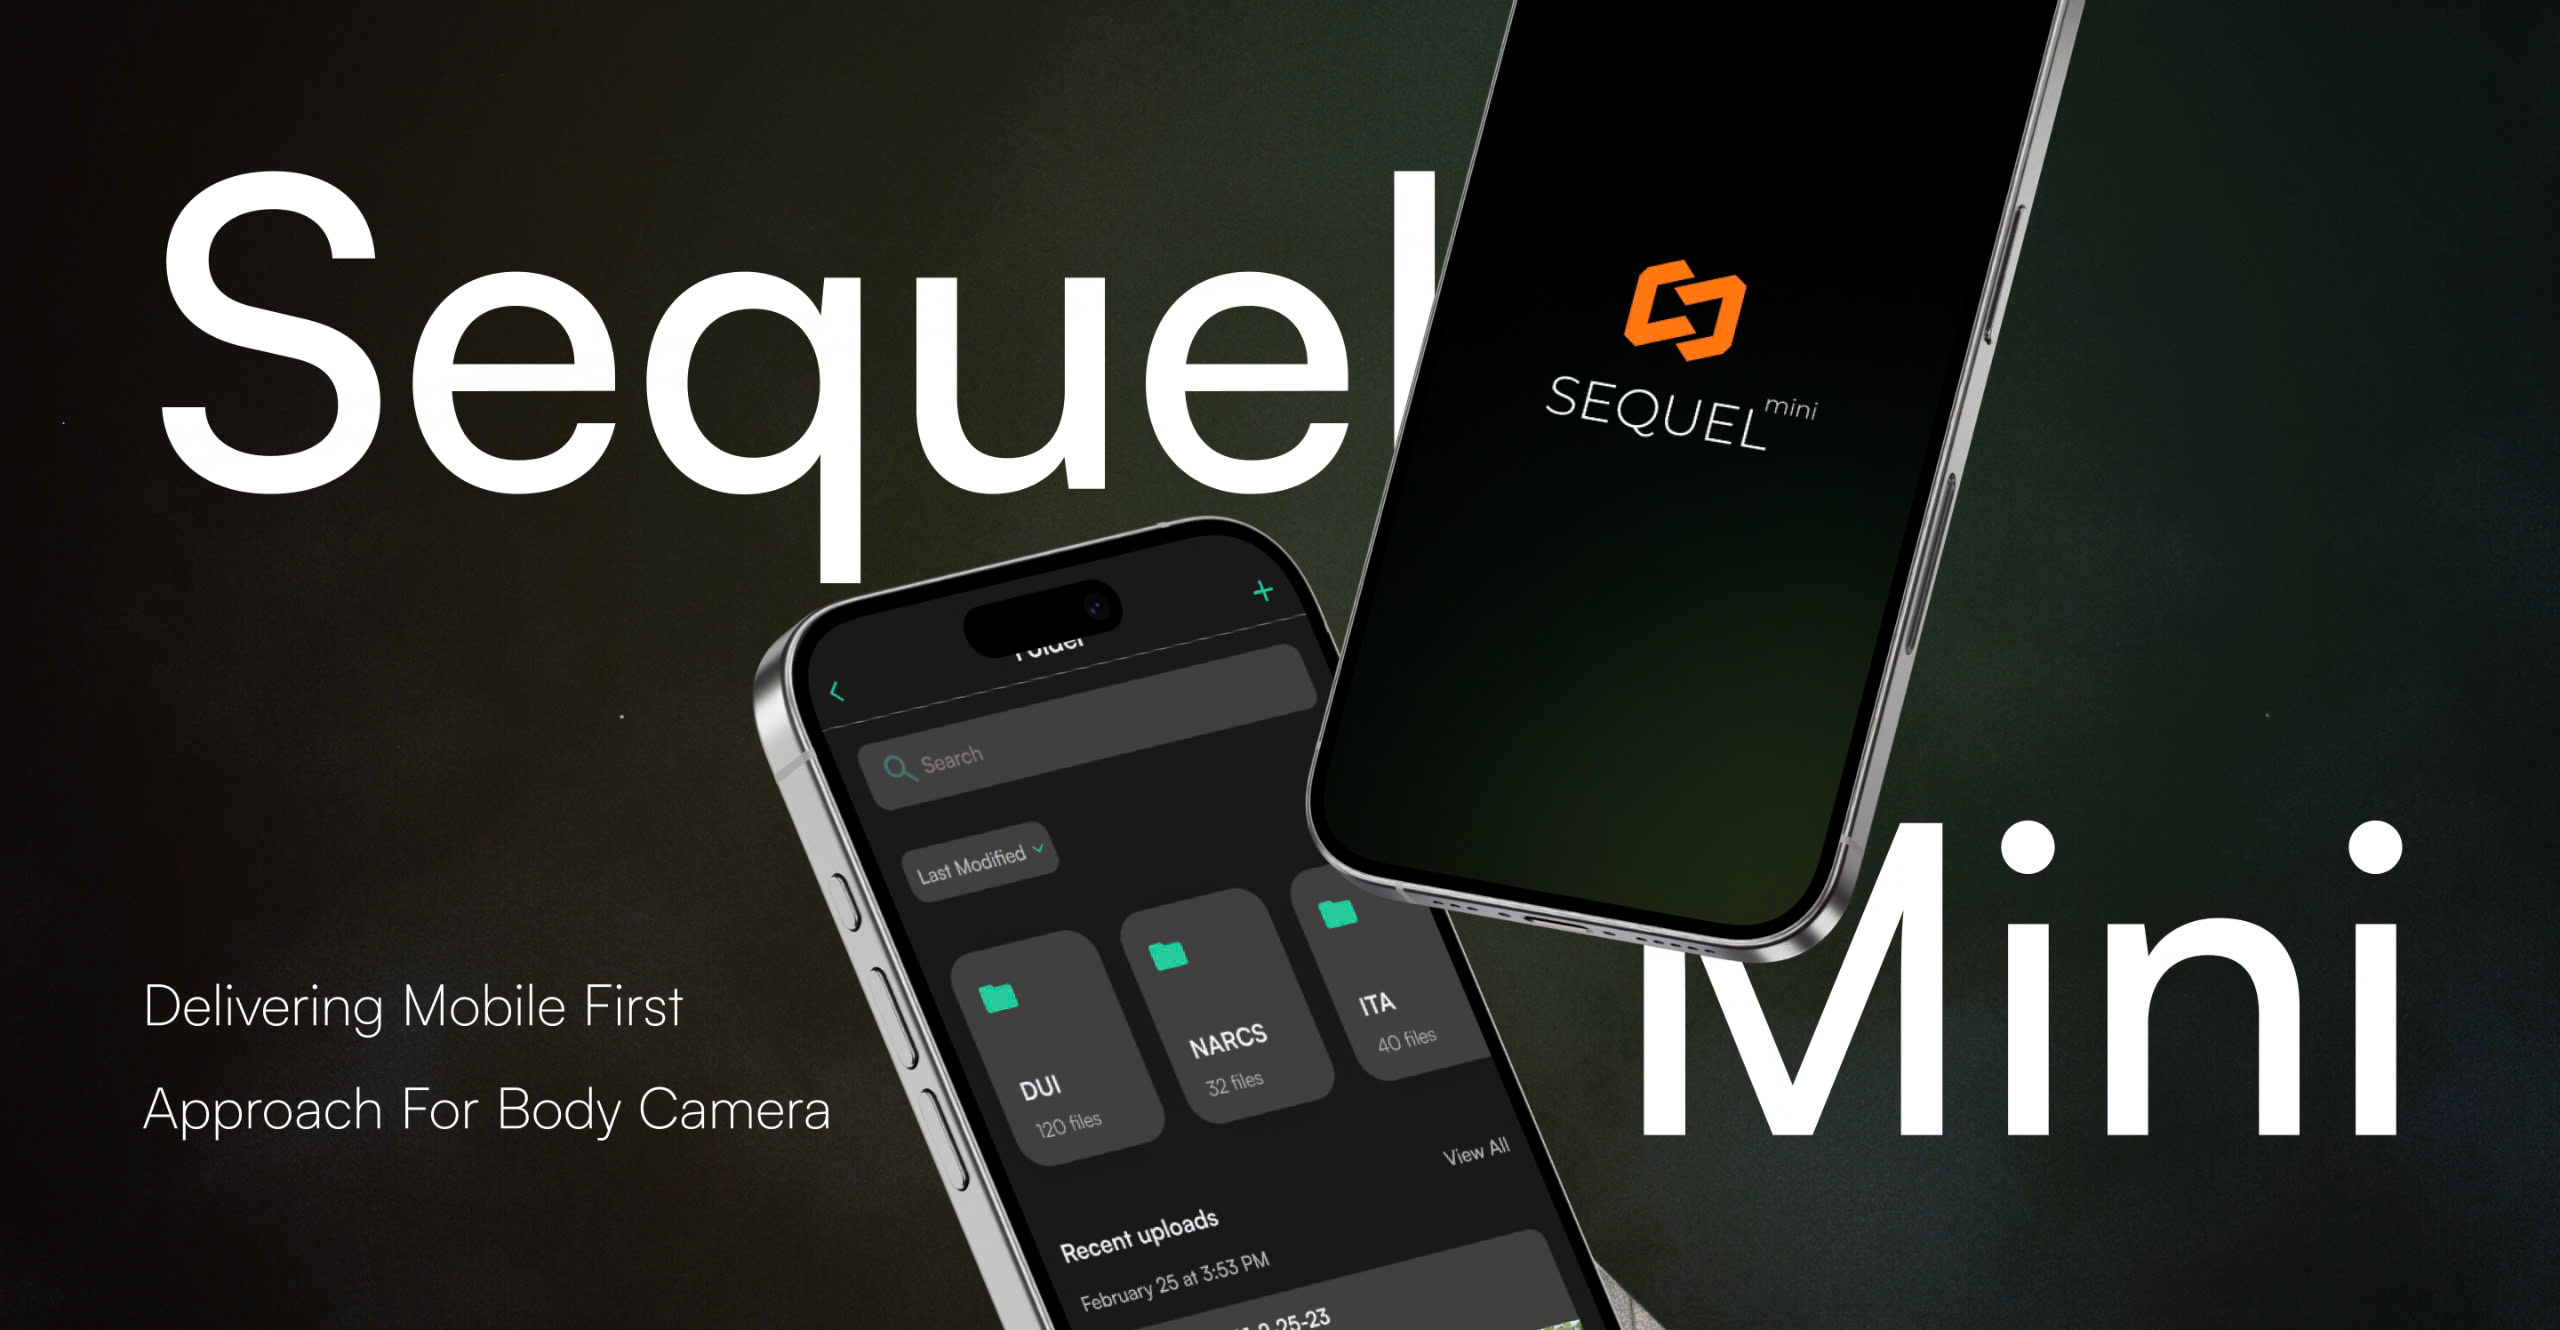 Sequel
SEQUEL mini
Folder
Search
Last Modified
DUI
120 files
NARCS
32 files
ITA
40 files
View All
Recent uploads
February 25 at 3:53 PM
Mini
Delivering Mobile First
Approach For Body Camera